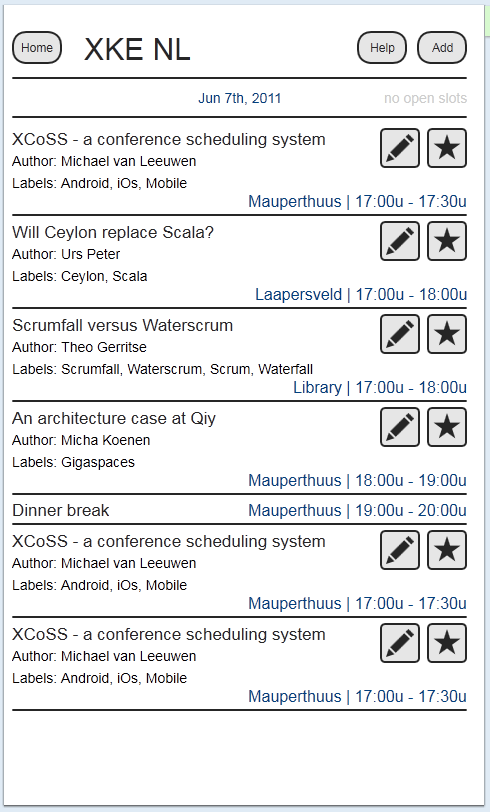 Home XKE NL Help Add
Jun 7th, 2011 no open slots
XCoSS - a conference scheduling system
Author: Michael van Leeuwen
Labels: Android, iOs, Mobile
Mauperthuus | 17:00u - 17:30u
Will Ceylon replace Scala?
Author: Urs Peter
Labels: Ceylon, Scala
Laapersveld | 17:00u - 18:00u
Scrumfall versus Waterscrum
Author: Theo Gerritse
Labels: Scrumfall, Waterscrum, Scrum, Waterfall
Library | 17:00u - 18:00u
An architecture case at Qiy
Author: Micha Koenen
Labels: Gigaspaces
Mauperthuus | 18:00u - 19:00u
Dinner break Mauperthuus | 19:00u - 20:00u
XCoSS - a conference scheduling system
Author: Michael van Leeuwen
Labels: Android, iOs, Mobile
Mauperthuus | 17:00u - 17:30u
XCoSS - a conference scheduling system
Author: Michael van Leeuwen
Labels: Android, iOs, Mobile
Mauperthuus | 17:00u - 17:30u